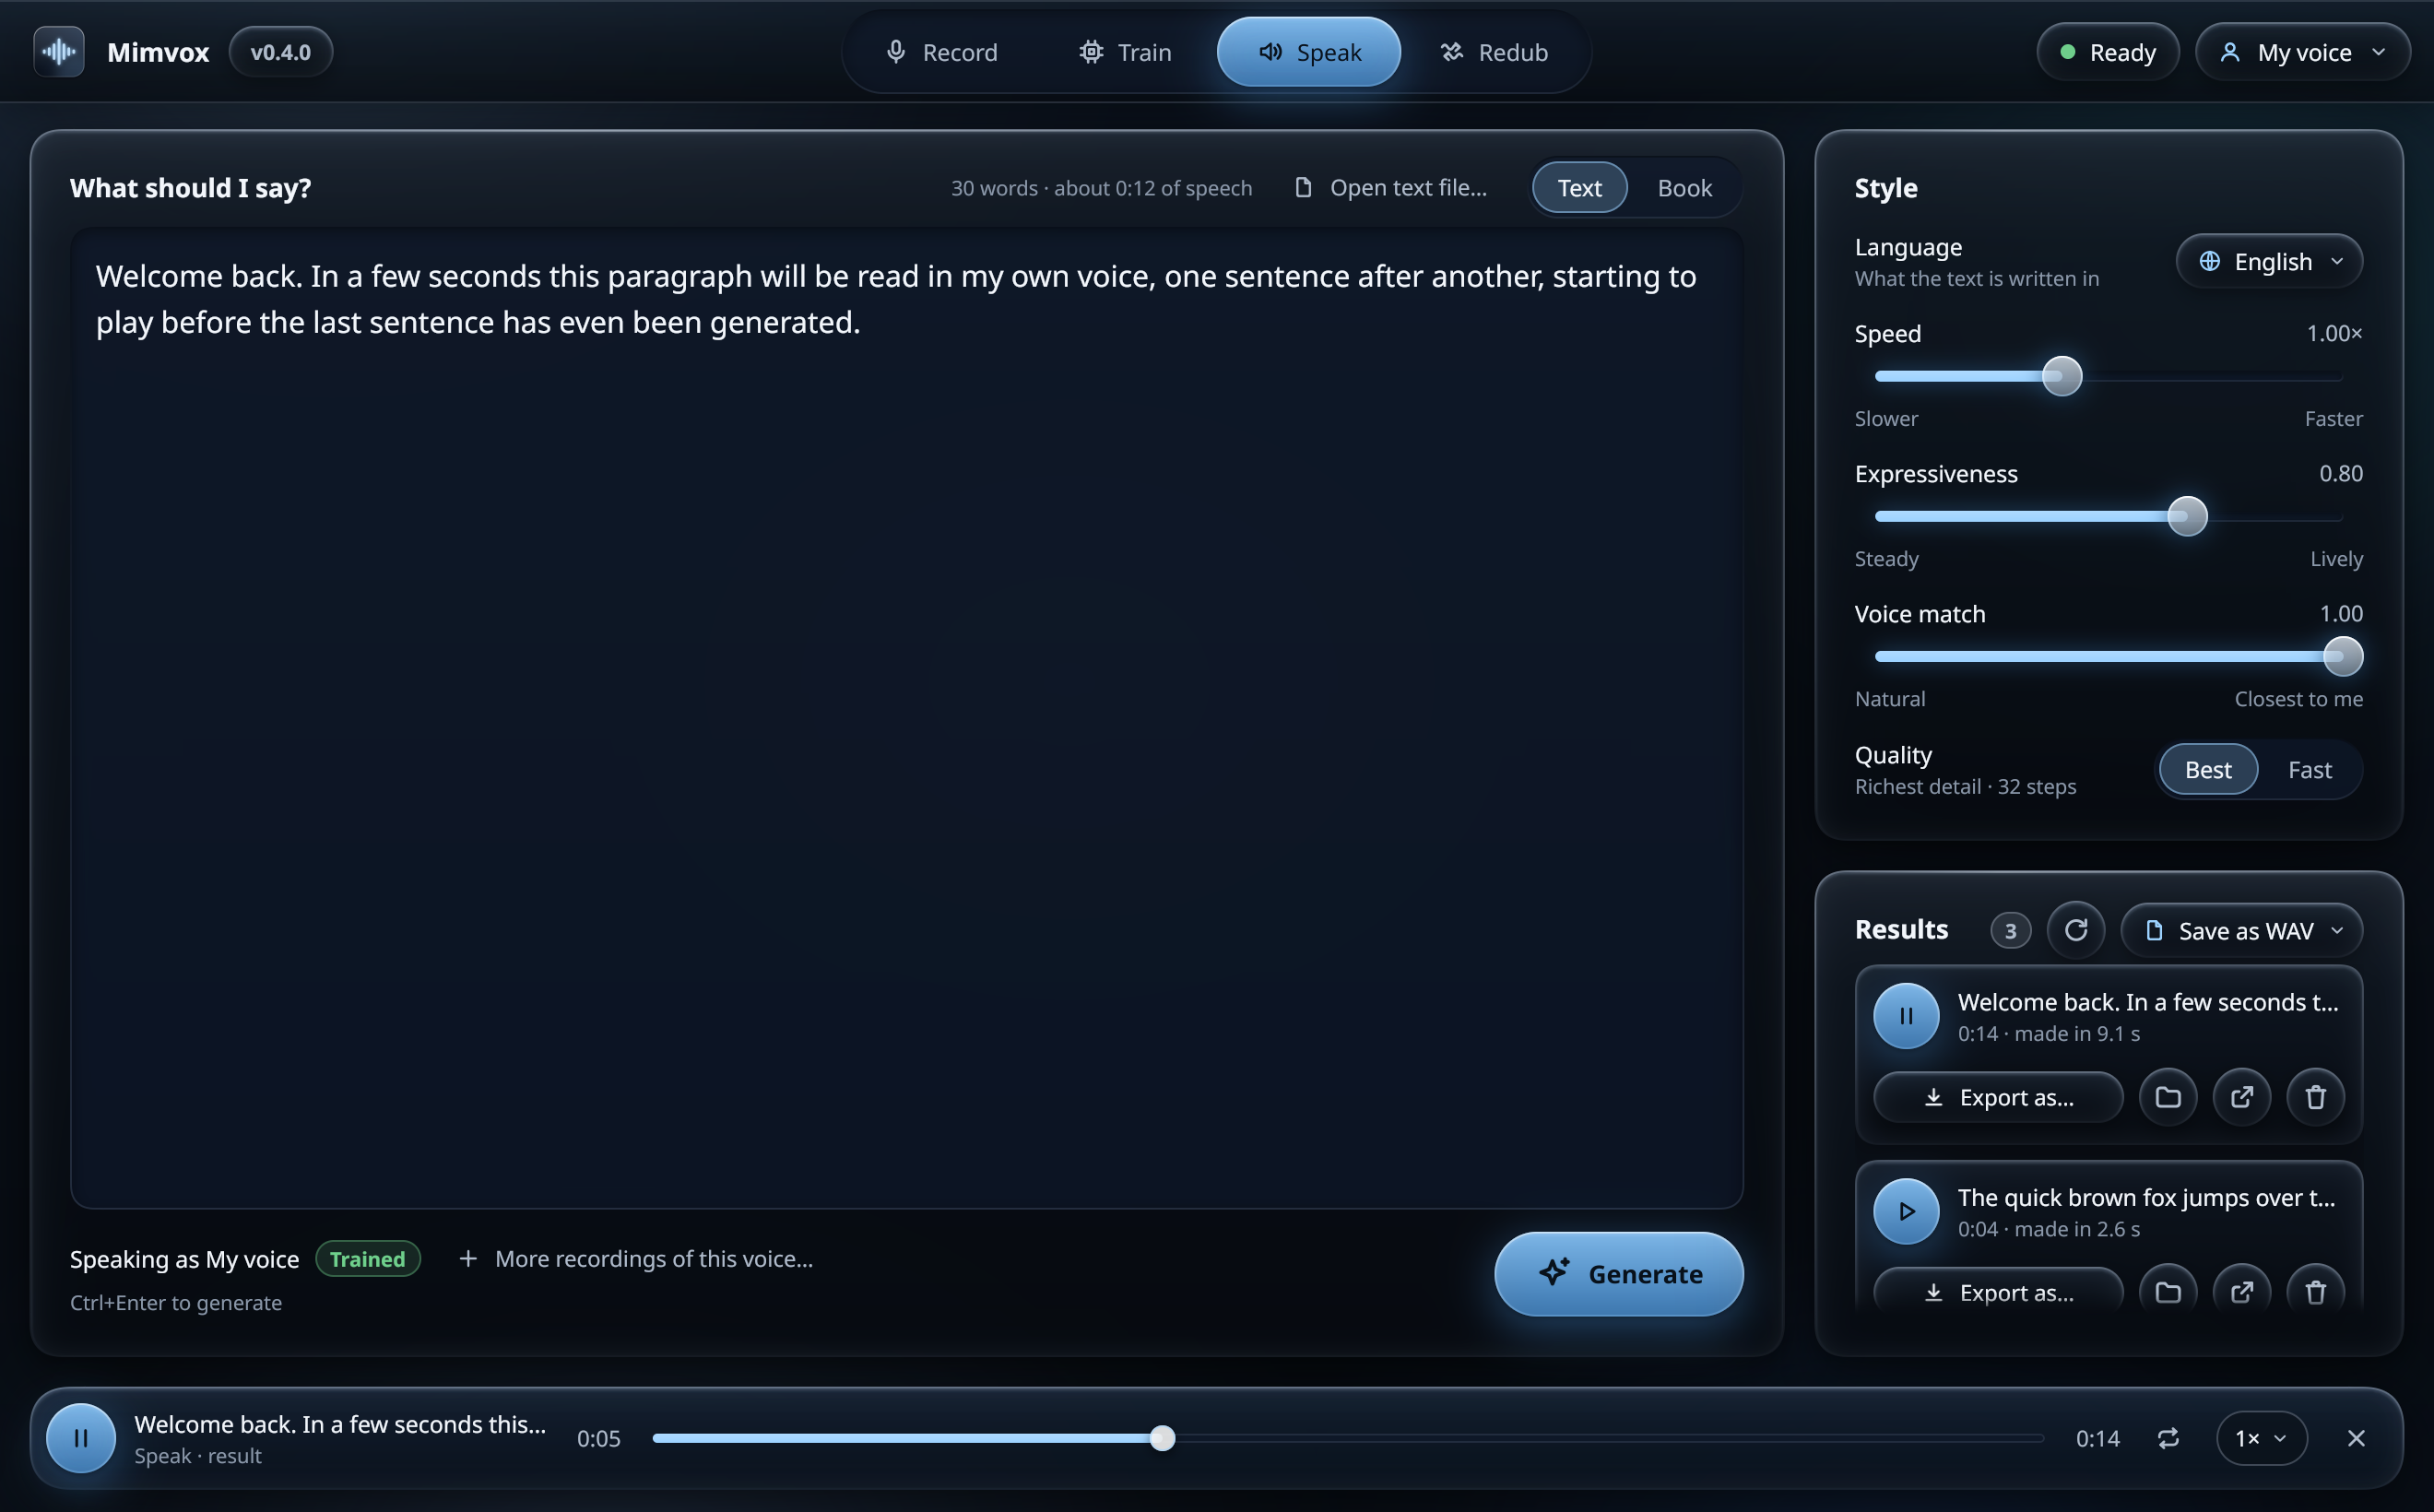 Mimvox v0.4.0 Record Train Speak Redub Ready My voice
What should I say? 30 words · about 0:12 of speech Open text file... Text Book
Welcome back. In a few seconds this paragraph will be read in my own voice, one sentence after another, starting to
play before the last sentence has even been generated.
Speaking as My voice Trained + More recordings of this voice...
Ctrl+Enter to generate
Generate
Style
Language
What the text is written in
English
Speed 1.00×
Slower Faster
Expressiveness 0.80
Steady Lively
Voice match 1.00
Natural Closest to me
Quality
Richest detail · 32 steps
Best Fast
Results 3 Save as WAV
Welcome back. In a few seconds t...
0:14 · made in 9.1 s
Export as...
The quick brown fox jumps over t...
0:04 · made in 2.6 s
Export as...
Welcome back. In a few seconds this...
Speak · result
0:05 0:14 1×